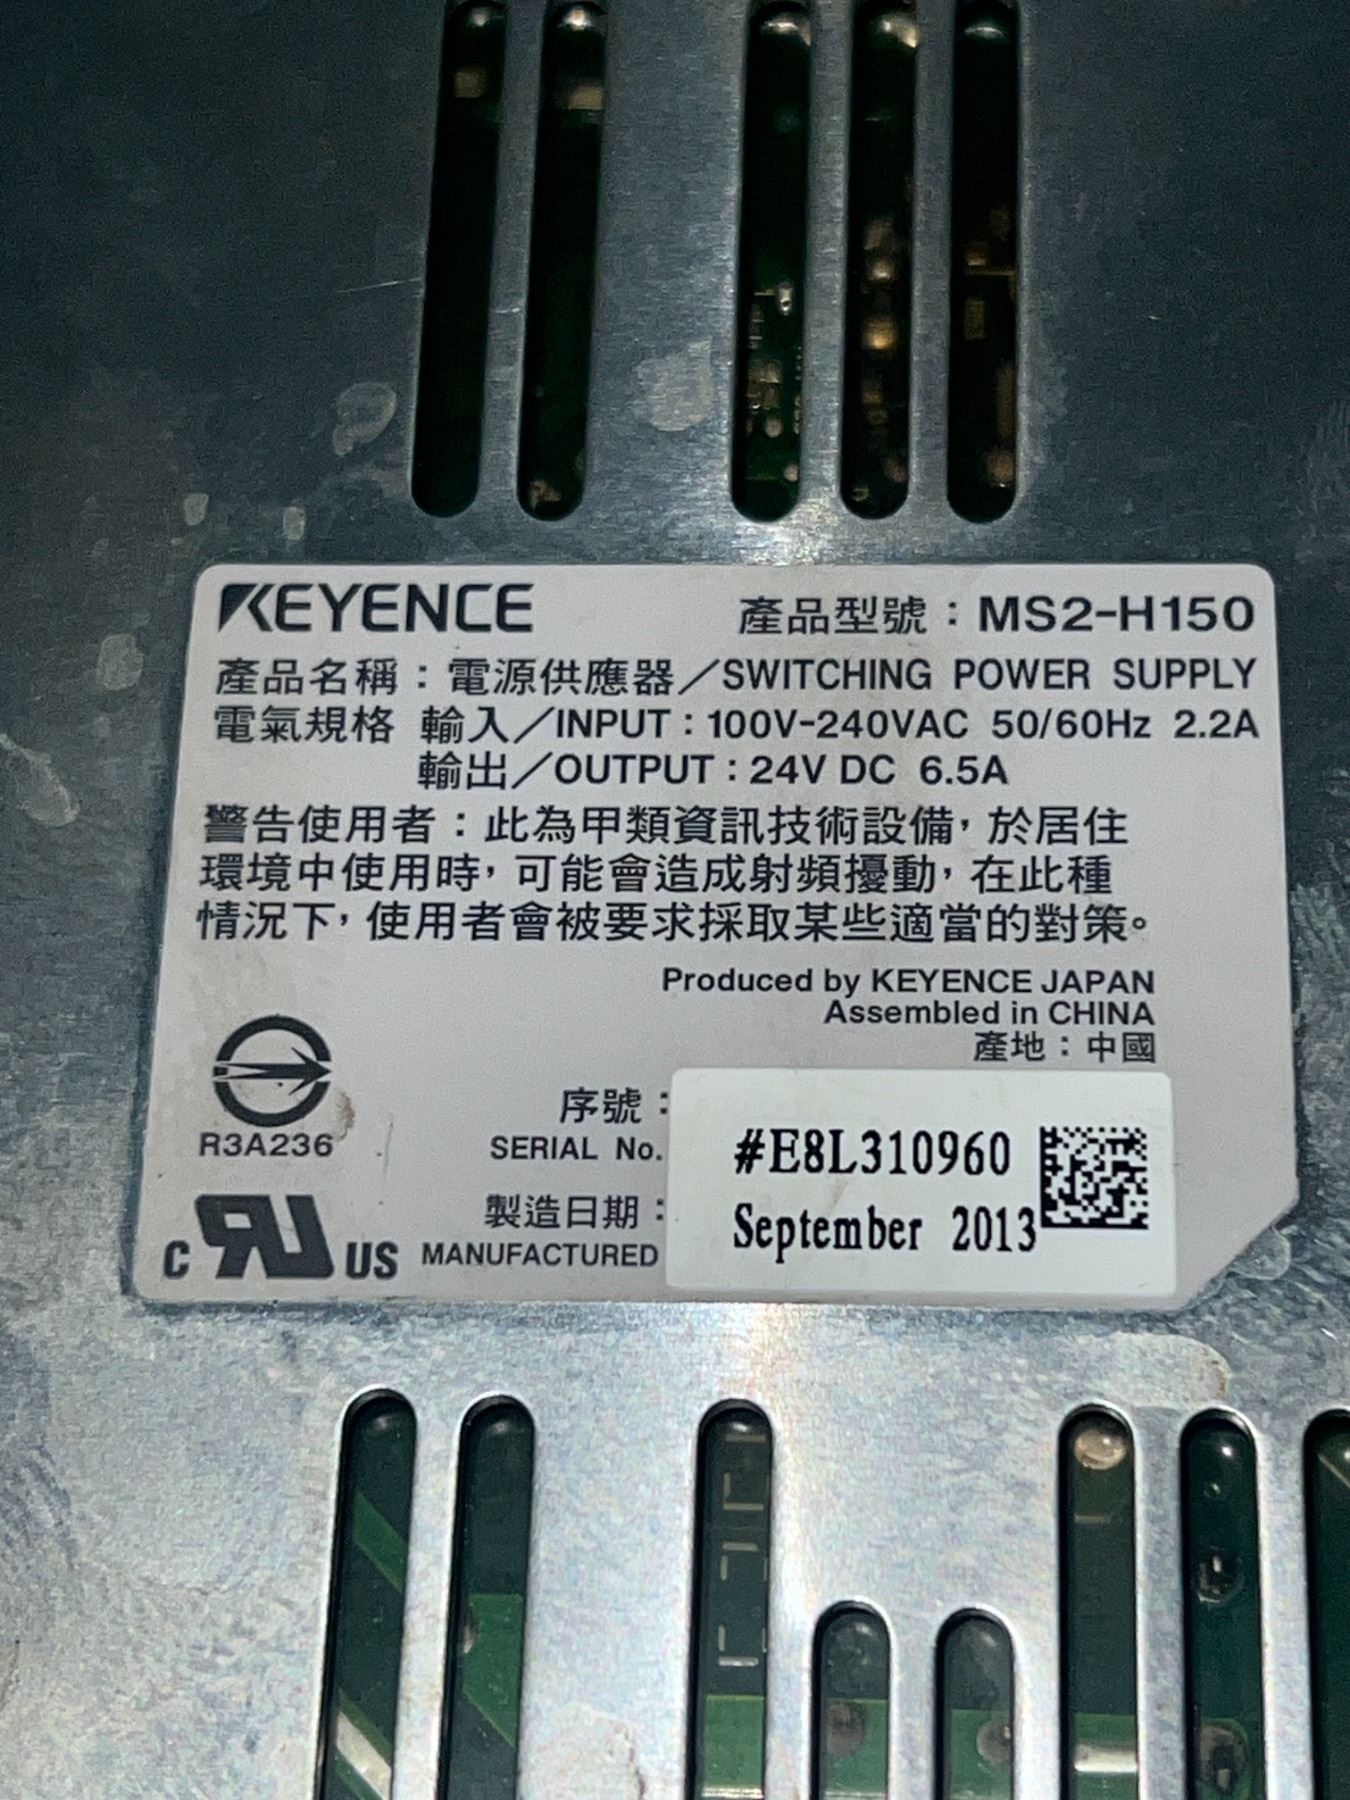 KEYENCE 產品型號：MS2-H150
產品名稱：電源供應器／SWITCHING POWER SUPPLY
電氣規格 輸入／INPUT：100V-240VAC 50/60Hz 2.2A
輸出／OUTPUT：24V DC 6.5A
警告使用者：此為甲類資訊技術設備，於居住
環境中使用時，可能會造成射頻擾動，在此種
情況下，使用者會被要求採取某些適當的對策。
Produced by KEYENCE JAPAN
Assembled in CHINA
產地：中國
R3A236
序號：
SERIAL No. #E8L310960
製造日期：
MANUFACTURED September 2013
C RU US